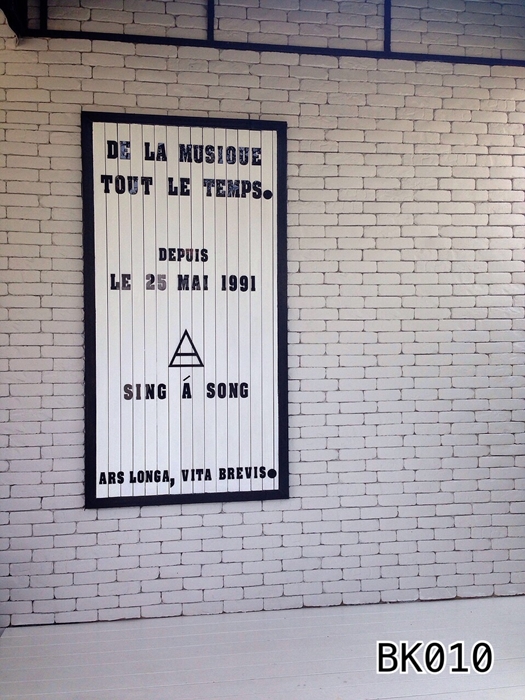 DE LA MUSIQUE
TOUT LE TEMPS.
DEPUIS
LE 25 MAI 1991
SING Á SONG
ARS LONGA, VITA BREVIS.
BK010